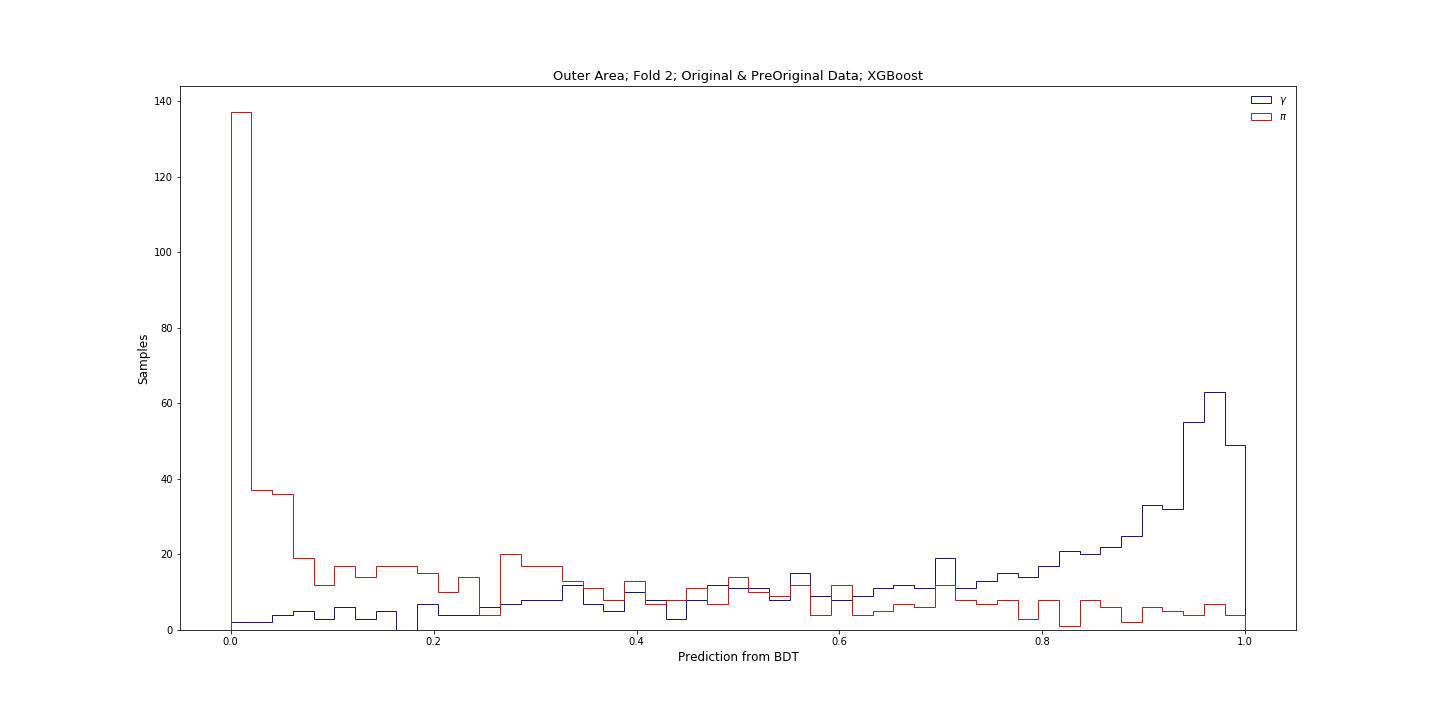 Outer Area; Fold 2; Original & PreOriginal Data; XGBoost
γ
π
140
120
100
80
60
40
20
0
Samples
0.0 0.2 0.4 0.6 0.8 1.0
Prediction from BDT